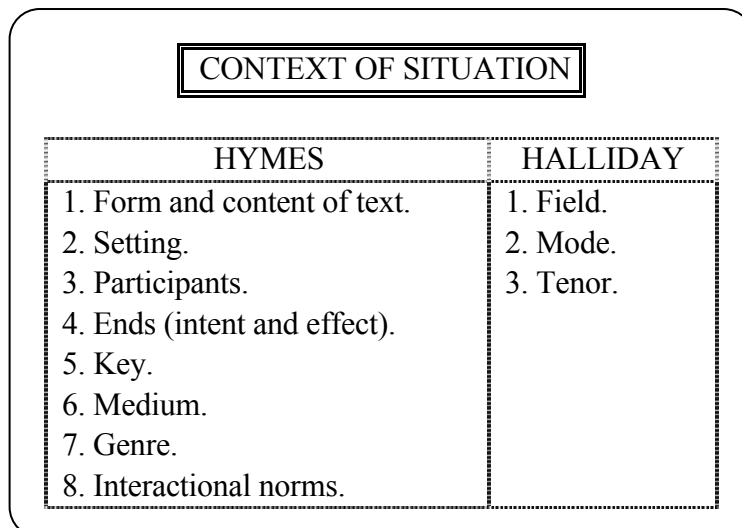 CONTEXT OF SITUATION
HYMES
HALLIDAY
1. Form and content of text.
2. Setting.
3. Participants.
4. Ends (intent and effect).
5. Key.
6. Medium.
7. Genre.
8. Interactional norms.
1. Field.
2. Mode.
3. Tenor.